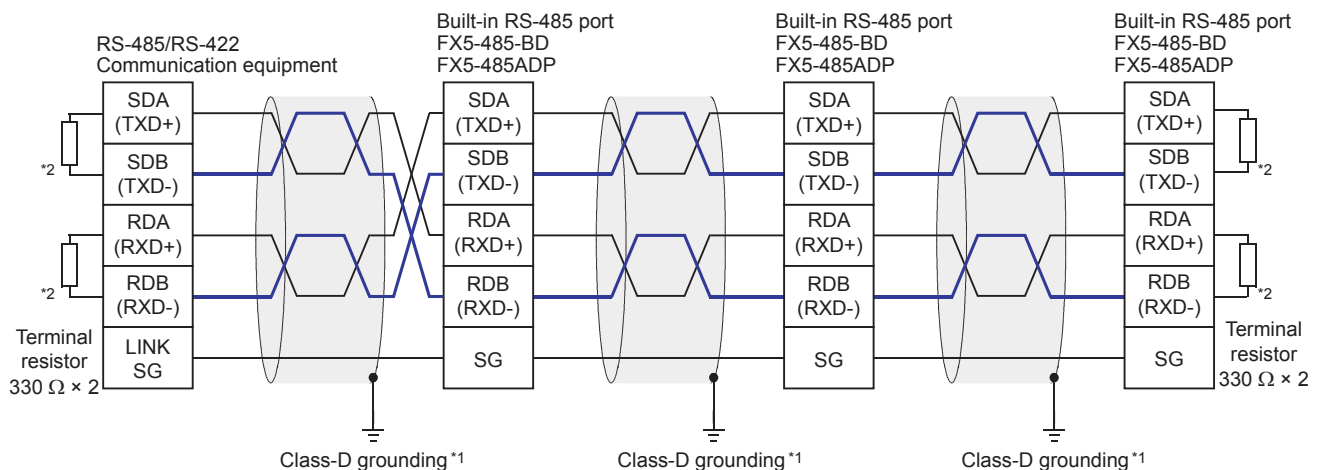 RS-485/RS-422
Communication equipment
Built-in RS-485 port
FX5-485-BD
FX5-485ADP
Built-in RS-485 port
FX5-485-BD
FX5-485ADP
Built-in RS-485 port
FX5-485-BD
FX5-485ADP
SDA
(TXD+)
SDB
(TXD-)
RDA
(RXD+)
RDB
(RXD-)
LINK
SG
*2
*2
Terminal
resistor
330 Ω × 2
SDA
(TXD+)
SDB
(TXD-)
RDA
(RXD+)
RDB
(RXD-)
SG
SDA
(TXD+)
SDB
(TXD-)
RDA
(RXD+)
RDB
(RXD-)
SG
SDA
(TXD+)
SDB
(TXD-)
RDA
(RXD+)
RDB
(RXD-)
SG
*2
*2
Terminal
resistor
330 Ω × 2
Class-D grounding *1
Class-D grounding *1
Class-D grounding *1